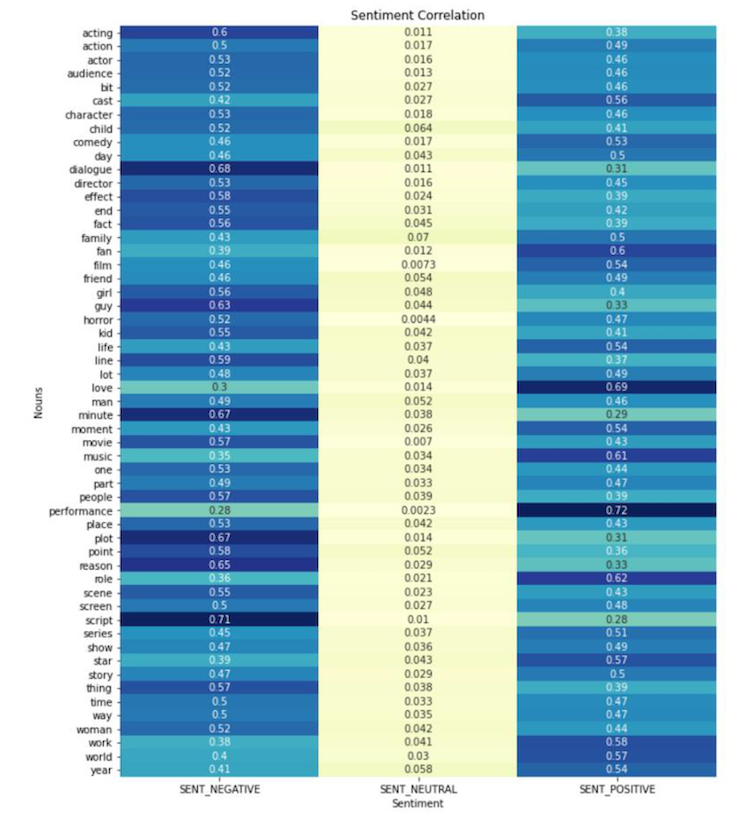 Sentiment Correlation
acting 0.6 0.011 0.38
action 0.5 0.017 0.49
actor 0.53 0.016 0.46
audience 0.52 0.013 0.46
bit 0.52 0.027 0.46
cast 0.42 0.027 0.56
character 0.53 0.018 0.46
child 0.52 0.064 0.41
comedy 0.46 0.017 0.53
day 0.46 0.043 0.5
dialogue 0.68 0.011 0.31
director 0.53 0.016 0.45
effect 0.58 0.024 0.39
end 0.55 0.031 0.42
fact 0.56 0.045 0.39
family 0.43 0.07 0.5
fan 0.39 0.012 0.6
film 0.46 0.0073 0.54
friend 0.46 0.054 0.49
girl 0.56 0.048 0.4
guy 0.63 0.044 0.33
horror 0.52 0.0044 0.47
kid 0.55 0.042 0.41
life 0.43 0.037 0.54
line 0.59 0.04 0.37
lot 0.48 0.037 0.49
love 0.3 0.014 0.69
man 0.49 0.052 0.46
minute 0.67 0.038 0.29
moment 0.43 0.026 0.54
movie 0.57 0.007 0.43
music 0.35 0.034 0.61
one 0.53 0.034 0.44
part 0.49 0.033 0.47
people 0.57 0.039 0.39
performance 0.28 0.0023 0.72
place 0.53 0.042 0.43
plot 0.67 0.014 0.31
point 0.58 0.052 0.36
reason 0.65 0.029 0.33
role 0.36 0.021 0.62
scene 0.55 0.023 0.43
screen 0.5 0.027 0.48
script 0.71 0.01 0.28
series 0.45 0.037 0.51
show 0.47 0.036 0.49
star 0.39 0.043 0.57
story 0.47 0.029 0.5
thing 0.57 0.038 0.39
time 0.5 0.033 0.47
way 0.5 0.035 0.47
woman 0.52 0.042 0.44
work 0.38 0.041 0.58
world 0.4 0.03 0.57
year 0.41 0.058 0.54
Nouns
SENT_NEGATIVE SENT_NEUTRAL SENT_POSITIVE
Sentiment